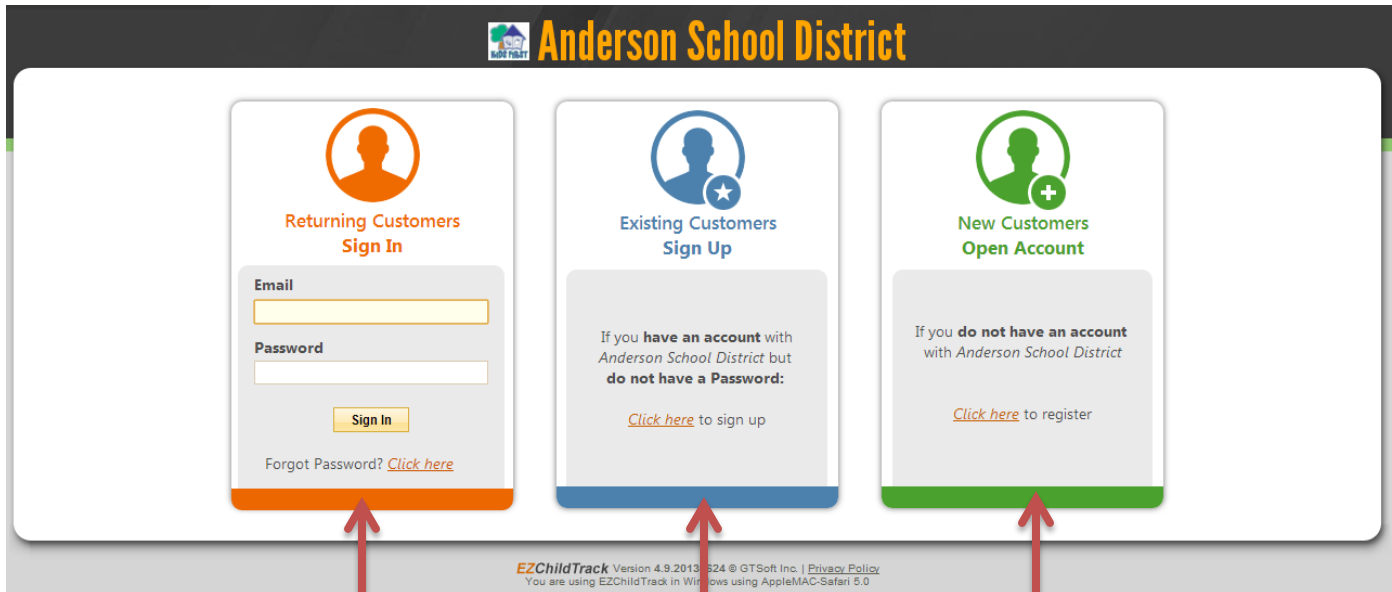 KIDS FIRST
Anderson School District
Returning Customers
Sign In
Email
Password
Sign In
Forgot Password? Click here
Existing Customers
Sign Up
If you have an account with
Anderson School District but
do not have a Password:
Click here to sign up
New Customers
Open Account
If you do not have an account
with Anderson School District
Click here to register
EZChildTrack Version 4.9.2013 624 © GTSoft Inc. | Privacy Policy
You are using EZChildTrack in Windows using AppleMAC-Safari 5.0